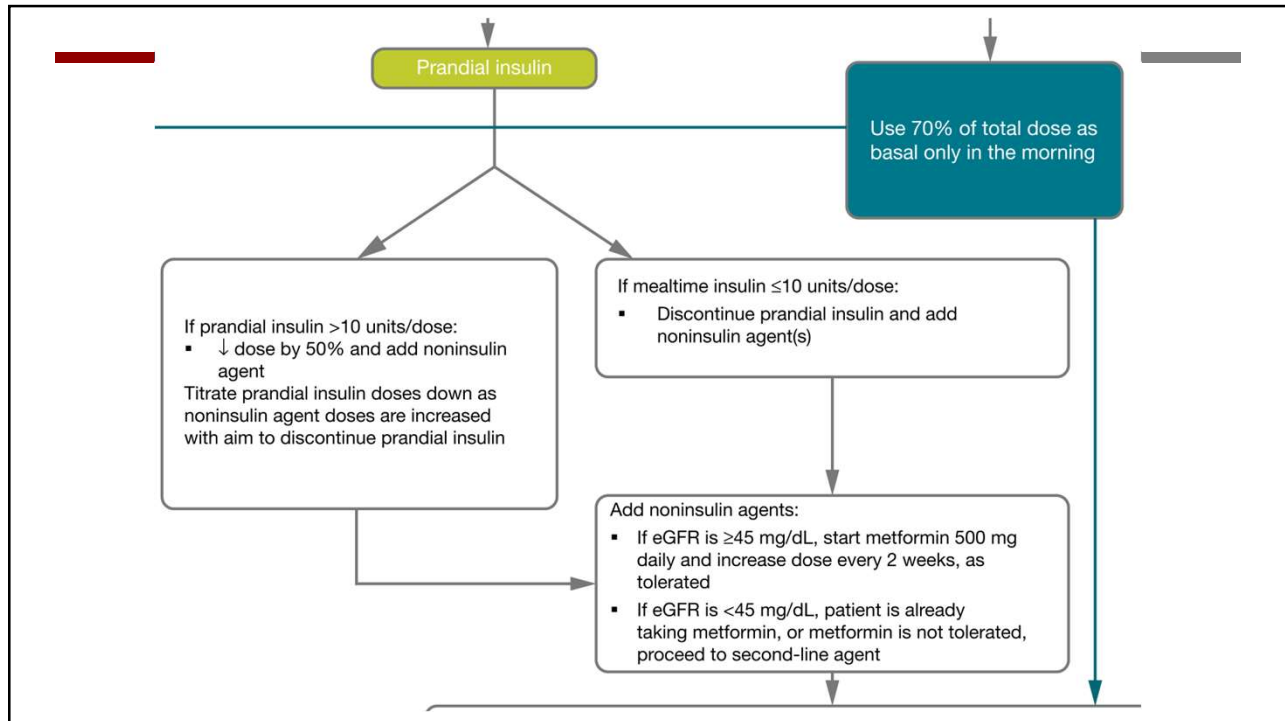 Prandial insulin
Use 70% of total dose as
basal only in the morning
If prandial insulin >10 units/dose:
▪ ↓ dose by 50% and add noninsulin
agent
Titrate prandial insulin doses down as
noninsulin agent doses are increased
with aim to discontinue prandial insulin
If mealtime insulin ≤10 units/dose:
▪ Discontinue prandial insulin and add
noninsulin agent(s)
Add noninsulin agents:
▪ If eGFR is ≥45 mg/dL, start metformin 500 mg
daily and increase dose every 2 weeks, as
tolerated
▪ If eGFR is <45 mg/dL, patient is already
taking metformin, or metformin is not tolerated,
proceed to second-line agent